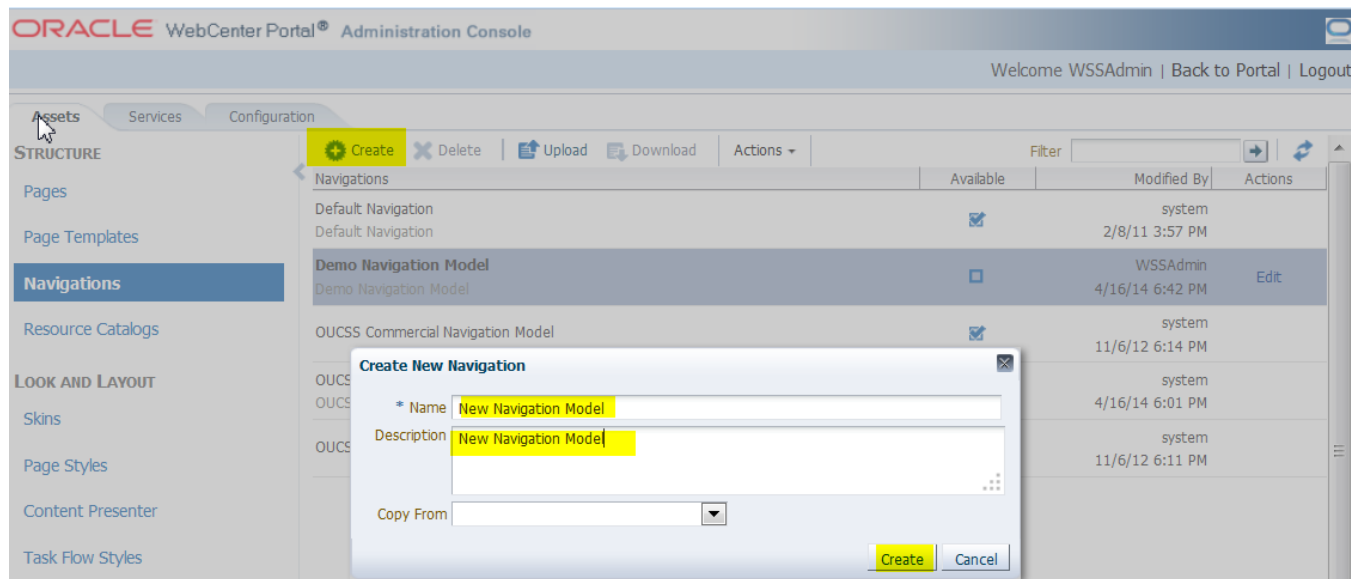 ORACLE WebCenter Portal® Administration Console
Welcome WSSAdmin | Back to Portal | Logout
Assets Services Configuration
STRUCTURE
Pages
Page Templates
Navigations
Resource Catalogs
LOOK AND LAYOUT
Skins
Page Styles
Content Presenter
Task Flow Styles
Create Delete Upload Download Actions Filter
Navigations Available Modified By Actions
Default Navigation system
Default Navigation 2/8/11 3:57 PM
Demo Navigation Model WSSAdmin Edit
Demo Navigation Model 4/16/14 6:42 PM
OUCSS Commercial Navigation Model system
11/6/12 6:14 PM
OUCS system
OUCS 4/16/14 6:01 PM
OUCS system
11/6/12 6:11 PM
Create New Navigation
* Name New Navigation Model
Description New Navigation Model
Copy From
Create Cancel